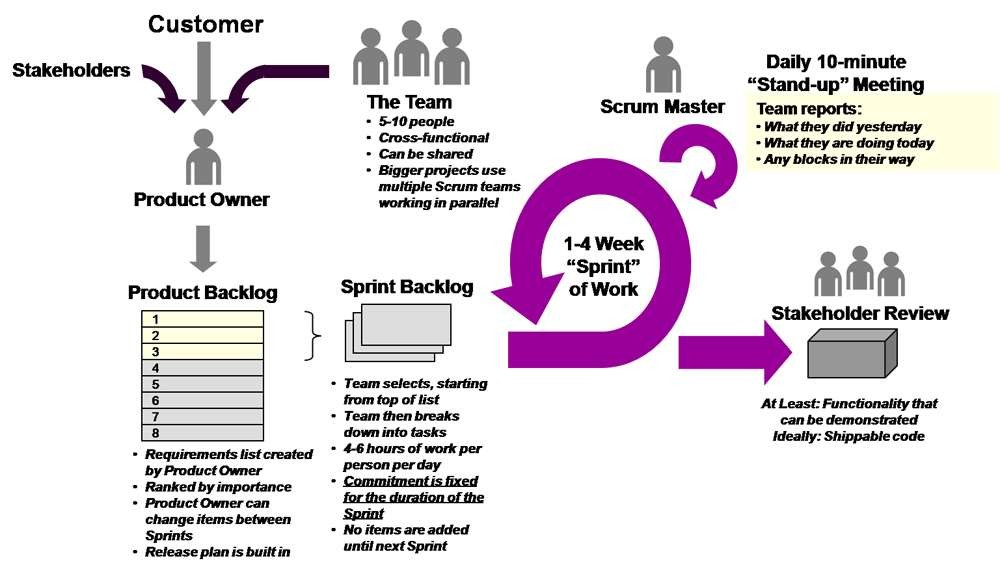 Customer
Stakeholders
The Team
• 5-10 people
• Cross-functional
• Can be shared
• Bigger projects use
multiple Scrum teams
working in parallel
Product Owner
Scrum Master
Daily 10-minute
“Stand-up” Meeting
Team reports:
• What they did yesterday
• What they are doing today
• Any blocks in their way
1-4 Week
“Sprint”
of Work
Product Backlog
1
2
3
4
5
6
7
8
• Requirements list created
by Product Owner
• Ranked by importance
• Product Owner can
change items between
Sprints
• Release plan is built in
Sprint Backlog
• Team selects, starting
from top of list
• Team then breaks
down into tasks
• 4-6 hours of work per
person per day
• Commitment is fixed
for the duration of the
Sprint
• No items are added
until next Sprint
Stakeholder Review
At Least: Functionality that
can be demonstrated
Ideally: Shippable code